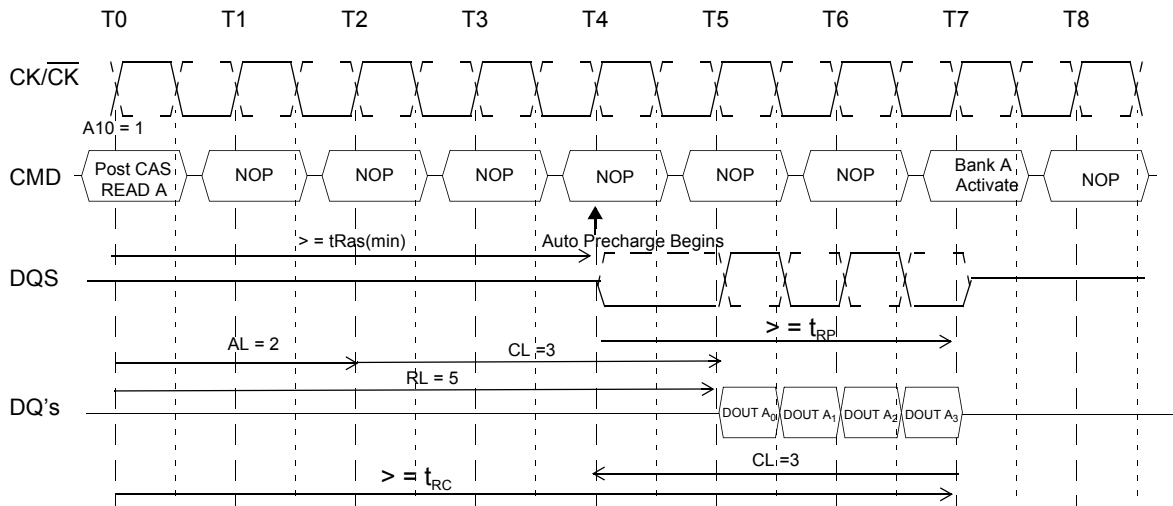 T0 T1 T2 T3 T4 T5 T6 T7 T8
CK/C̅K̅
A10 = 1
CMD
Post CAS
READ A
NOP
NOP
NOP
NOP
NOP
NOP
Bank A
Activate
NOP
> = tRas(min)
Auto Precharge Begins
DQS
> = tRP
AL = 2
CL =3
RL = 5
DQ's
DOUT A0
DOUT A1
DOUT A2
DOUT A3
CL =3
> = tRC